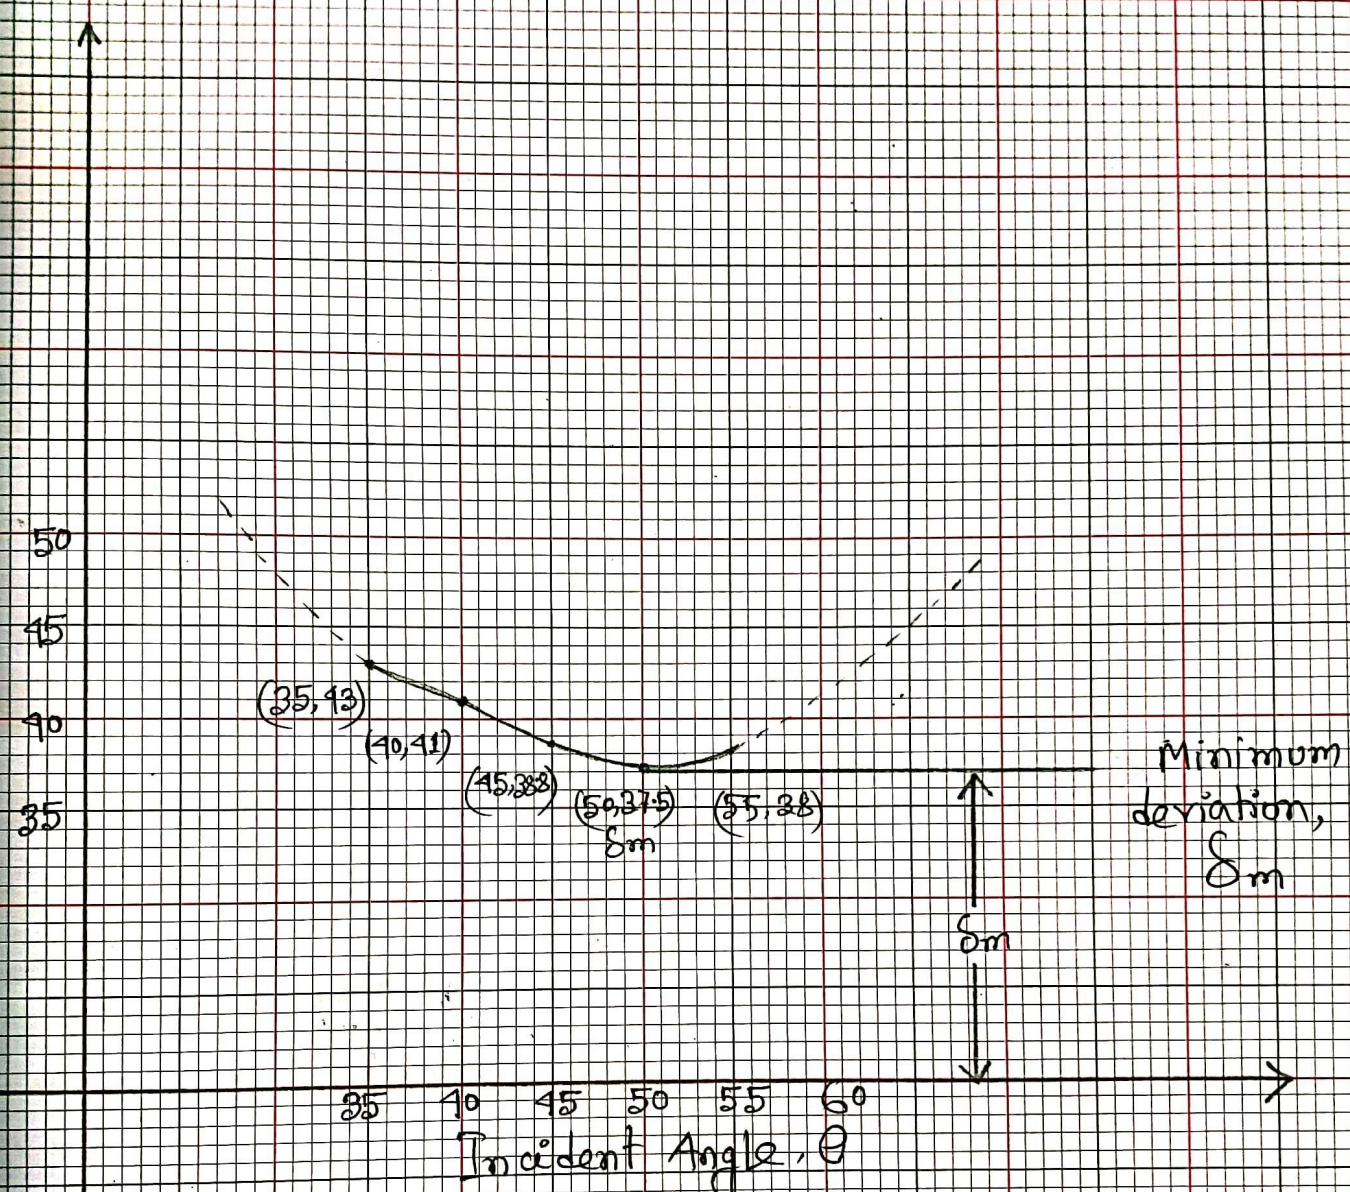 50
45
40
35
(35,43)
(40,41)
(45,38.8)
(50,37.5)
δm
(55,38)
Minimum
deviation,
δm
δm
35 40 45 50 55 60
Incident Angle, θ